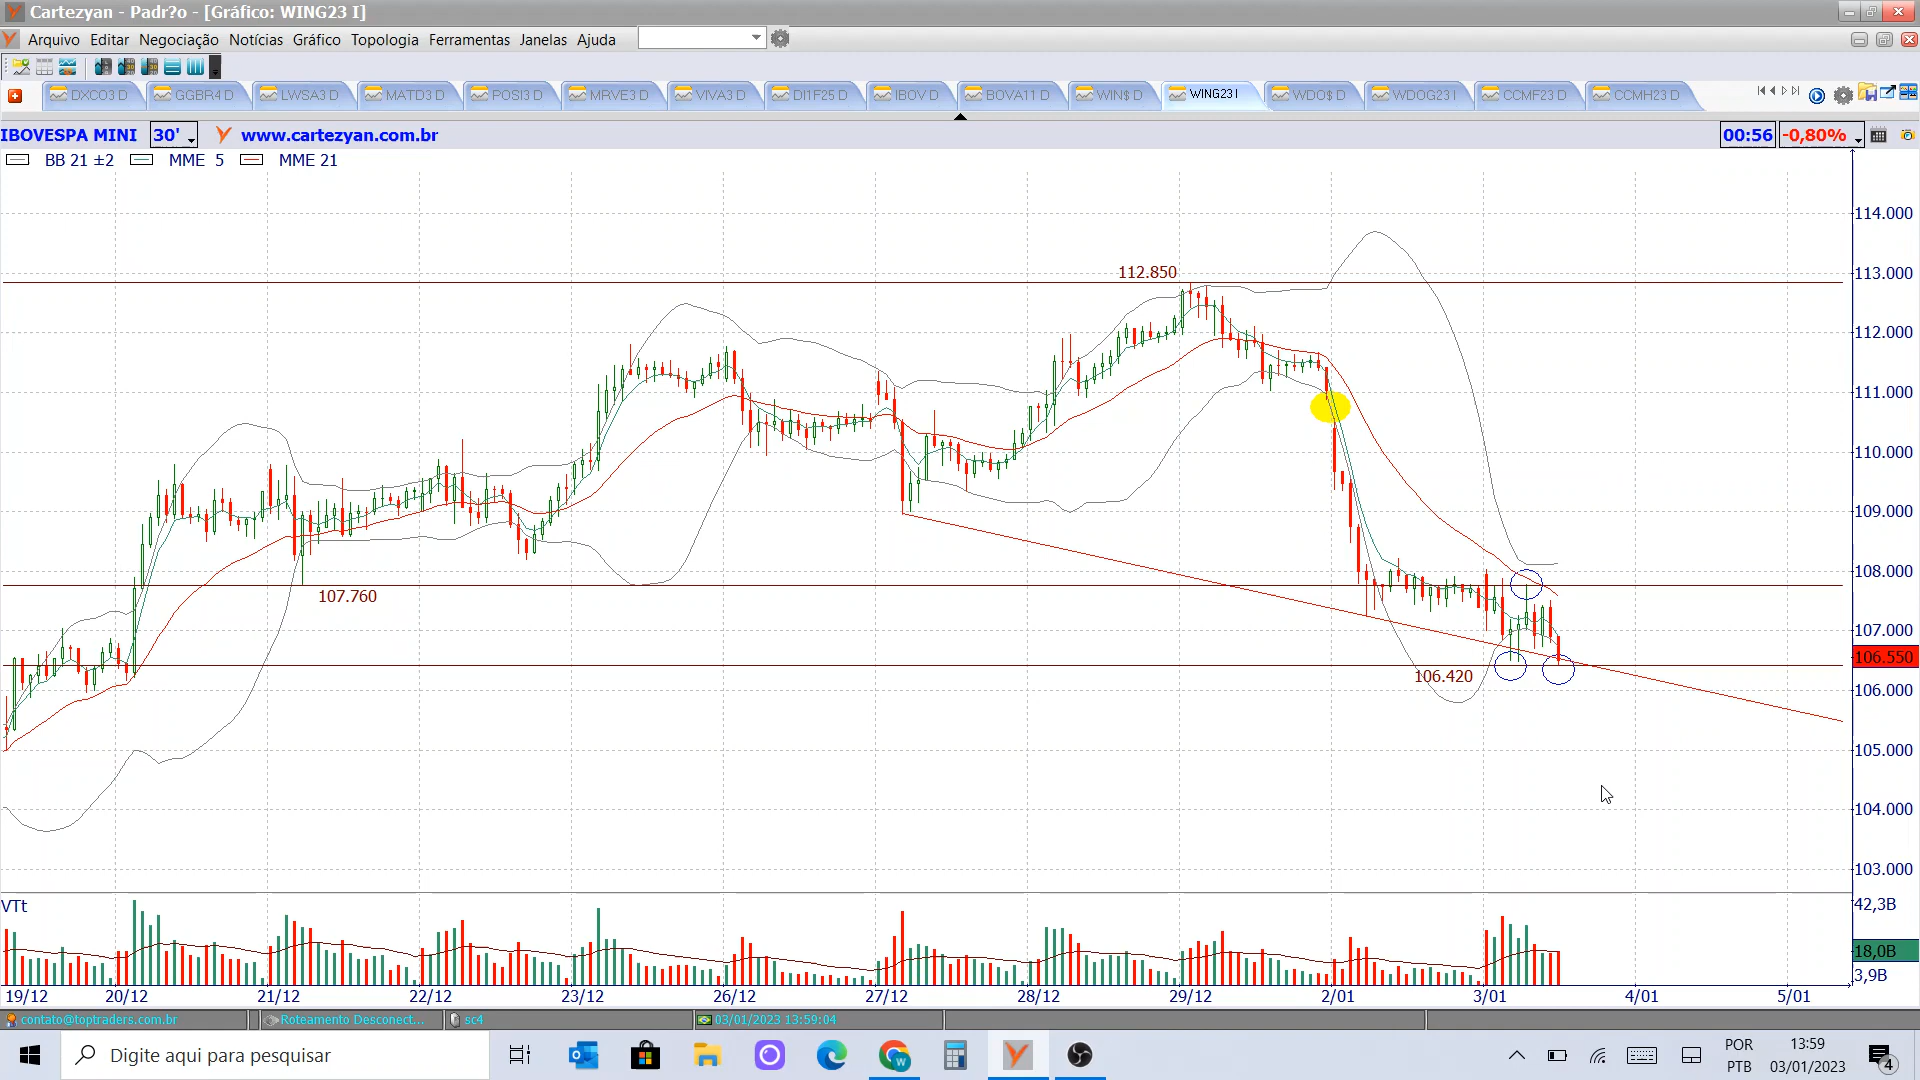 Cartezyan - Padr?o - [Gráfico: WING23 I]
Arquivo Editar Negociação Notícias Gráfico Topologia Ferramentas Janelas Ajuda
DXCO3 D GGBR4 D LWSA3 D MATD3 D POSI3 D MRVE3 D VIVA3 D DI1F25 D IBOV D BOVA11 D WIN$ D WING23 I WDO$ D WDOG23 I CCMF23 D CCMH23 D
IBOVESPA MINI 30' www.cartezyan.com.br 00:56 -0,80%
BB 21 ±2 MME 5 MME 21
114.000
112.850
113.000
112.000
111.000
110.000
109.000
108.000
107.760
107.000
106.550
106.420
106.000
105.000
104.000
103.000
VTt
42,3B
18,0B
3,9B
19/12 20/12 21/12 22/12 23/12 26/12 27/12 28/12 29/12 2/01 3/01 4/01 5/01
contato@toptraders.com.br Roteamento Desconect... sc4 03/01/2023 13:59:04
Digite aqui para pesquisar
POR
PTB
13:59
03/01/2023
4